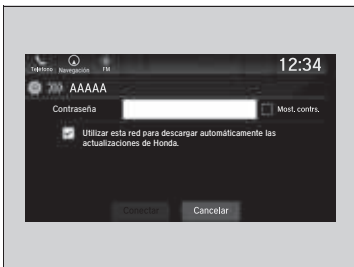 Teléfono Navegación FM 12:34
AAAAA
Contraseña Most. contrs.
Utilizar esta red para descargar automáticamente las
actualizaciones de Honda.
Conectar Cancelar